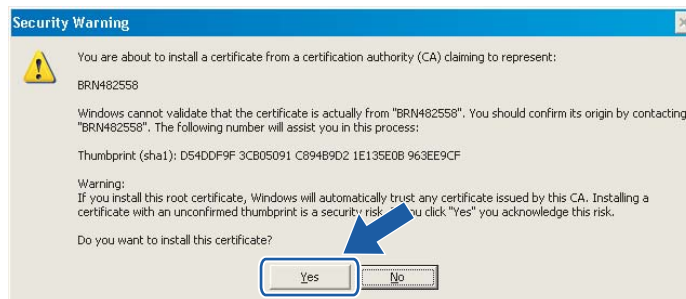 Security Warning
You are about to install a certificate from a certification authority (CA) claiming to represent:
BRN482558
Windows cannot validate that the certificate is actually from "BRN482558". You should confirm its origin by contacting
"BRN482558". The following number will assist you in this process:
Thumbprint (sha1): D54DDF9F 3CB05091 C894B9D2 1E135E0B 963EE9CF
Warning:
If you install this root certificate, Windows will automatically trust any certificate issued by this CA. Installing a
certificate with an unconfirmed thumbprint is a security risk. you click "Yes" you acknowledge this risk.
Do you want to install this certificate?
Yes
No